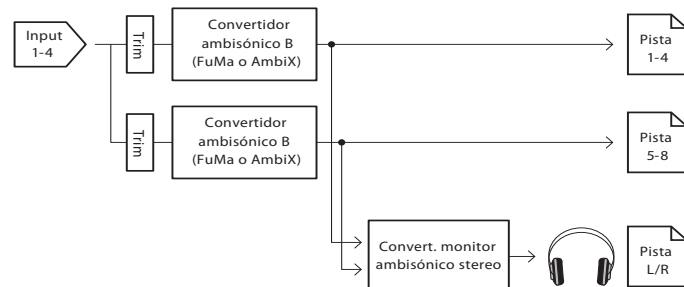 Input
1-4
Trim
Convertidor
ambisónico B
(FuMa o AmbiX)
Pista
1-4
Trim
Convertidor
ambisónico B
(FuMa o AmbiX)
Pista
5-8
Convert. monitor
ambisónico stereo
Pista
L/R